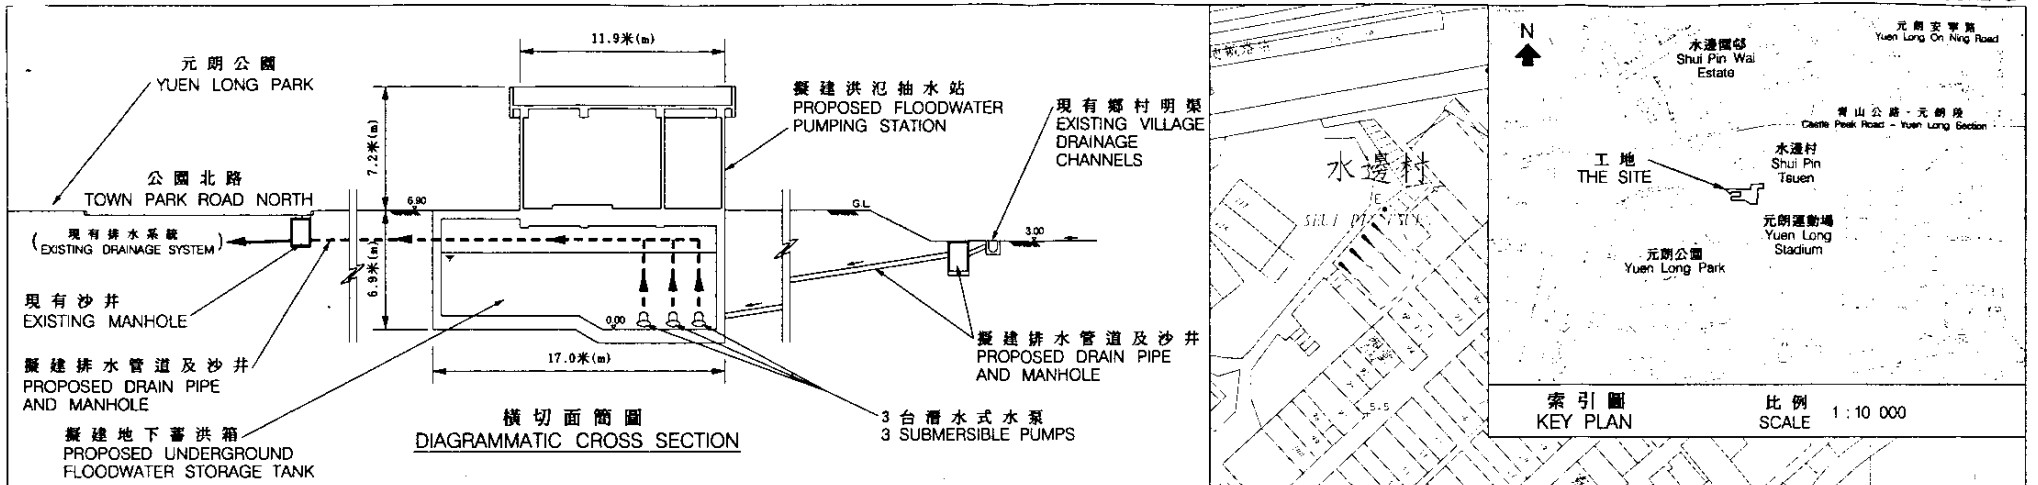 11.9米(m)
元朗公園
YUEN LONG PARK
擬建洪氾抽水站
PROPOSED FLOODWATER
PUMPING STATION
現有鄉村明渠
EXISTING VILLAGE
DRAINAGE
CHANNELS
7.2米(m)
公園北路
TOWN PARK ROAD NORTH
6.90
G.L
3.00
(現有排水系統
EXISTING DRAINAGE SYSTEM)
6.9米(m)
現有沙井
EXISTING MANHOLE
0.00
17.0米(m)
擬建排水管道及沙井
PROPOSED DRAIN PIPE
AND MANHOLE
擬建排水管道及沙井
PROPOSED DRAIN PIPE
AND MANHOLE
擬建地下蓄洪箱
PROPOSED UNDERGROUND
FLOODWATER STORAGE TANK
橫切面簡圖
DIAGRAMMATIC CROSS SECTION
3台潛水式水泵
3 SUBMERSIBLE PUMPS
水邊村
5.5
N
元朗安寧路
Yuen Long On Ning Road
水邊圍邨
Shui Pin Wai
Estate
青山公路-元朗段
Castle Peak Road - Yuen Long Section
工地
THE SITE
水邊村
Shui Pin
Tsuen
元朗運動場
Yuen Long
Stadium
元朗公園
Yuen Long Park
索引圖
KEY PLAN
比例
SCALE
1:10 000